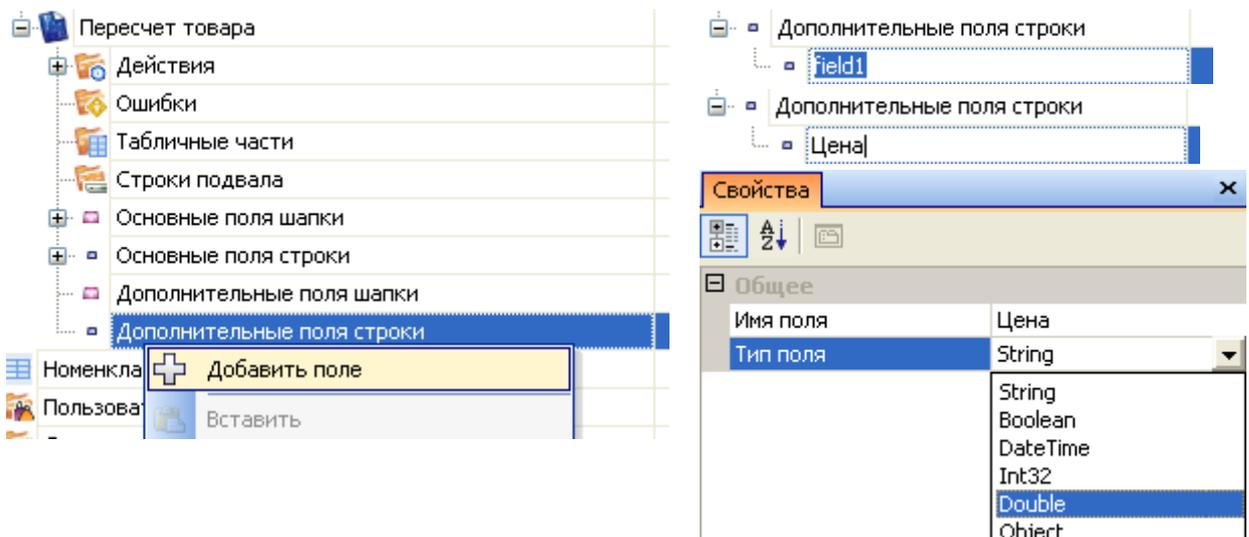 Пересчет товара
Действия
Ошибки
Табличные части
Строки подвала
Основные поля шапки
Основные поля строки
Дополнительные поля шапки
Дополнительные поля строки
Номенкла
Добавить поле
Пользова
Вставить
Дополнительные поля строки
field1
Дополнительные поля строки
Цена
Свойства
Общее
Имя поля Цена
Тип поля String
String
Boolean
DateTime
Int32
Double
Object